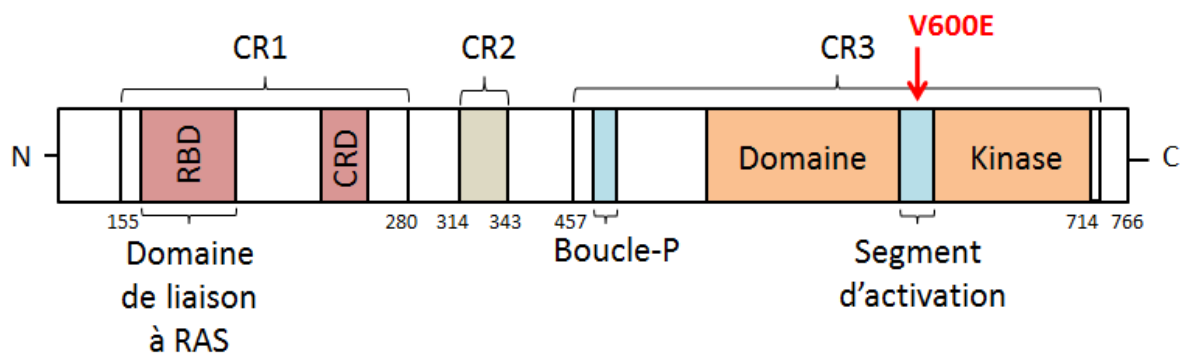 V600E
CR1
CR2
CR3
N
RBD
CRD
Domaine
Kinase
C
155
280
314
343
457
714
766
Domaine
de liaison
à RAS
Boucle-P
Segment
d'activation